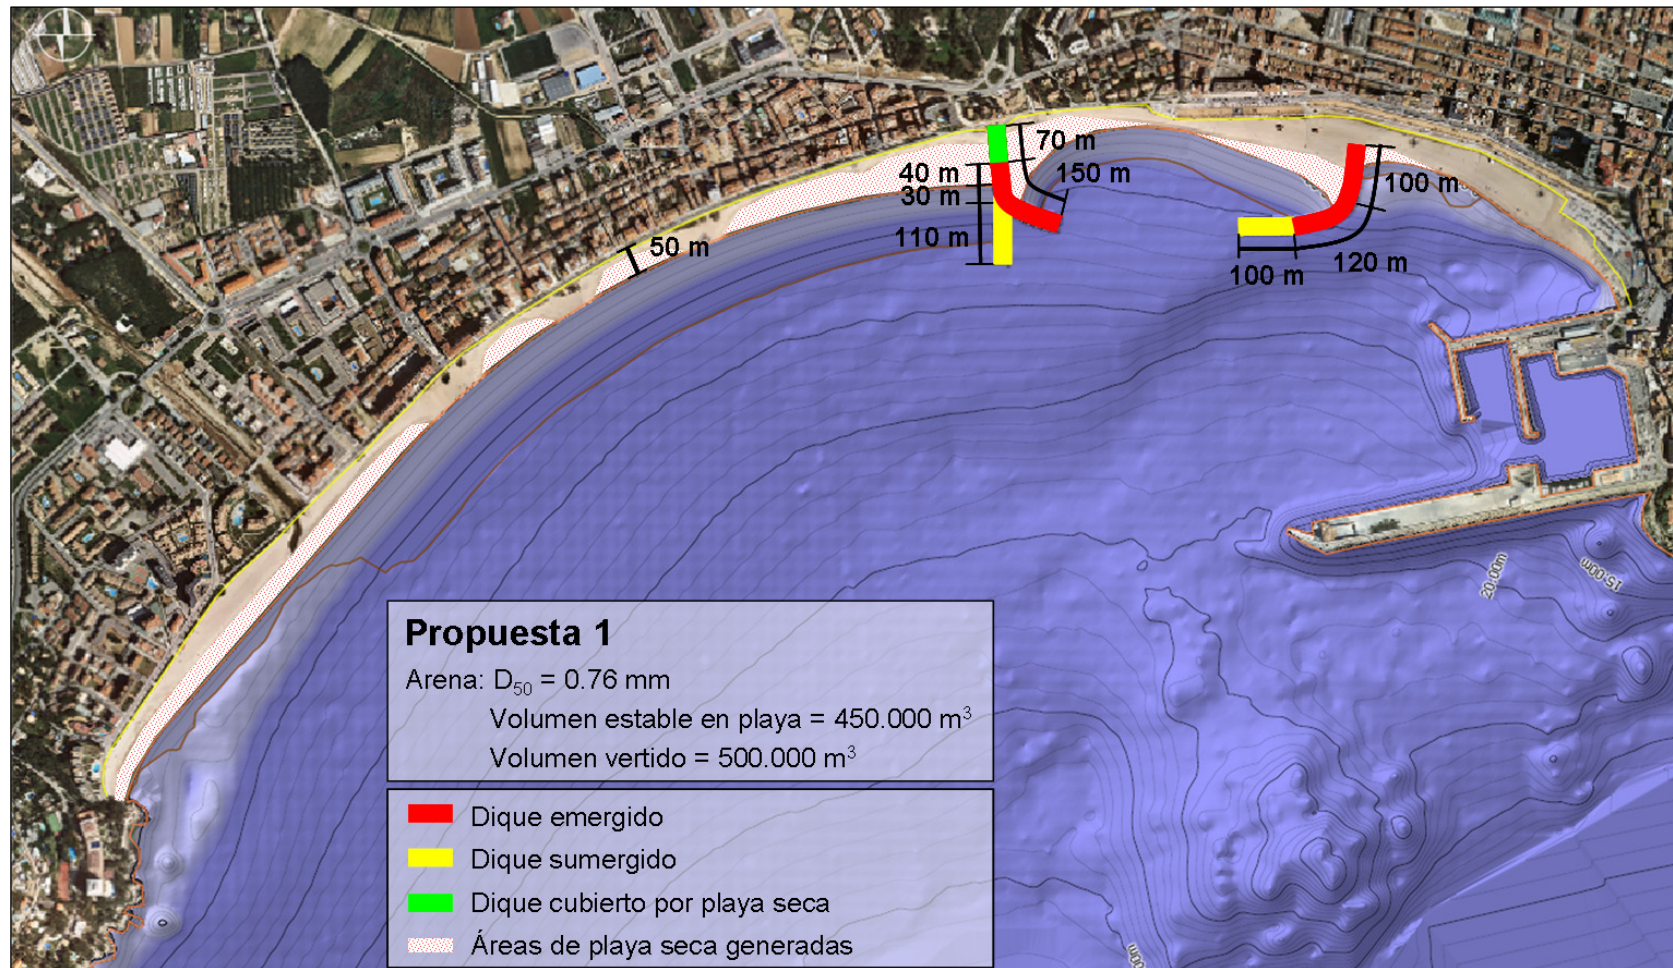 70 m
40 m
150 m
30 m
100 m
110 m
50 m
120 m
100 m
20.00m
15.00m
Propuesta 1
Arena: D50 = 0.76 mm
Volumen estable en playa = 450.000 m³
Volumen vertido = 500.000 m³
Dique emergido
Dique sumergido
Dique cubierto por playa seca
Áreas de playa seca generadas